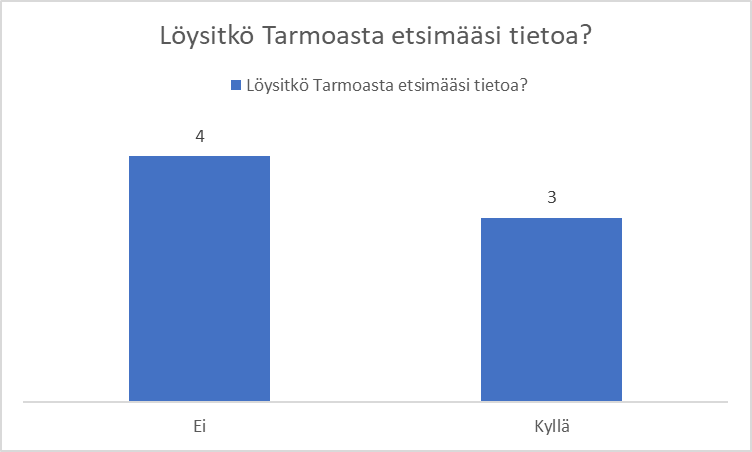 Löysitkö Tarmoasta etsimääsi tietoa?
Löysitkö Tarmoasta etsimääsi tietoa?
4
3
Ei
Kyllä